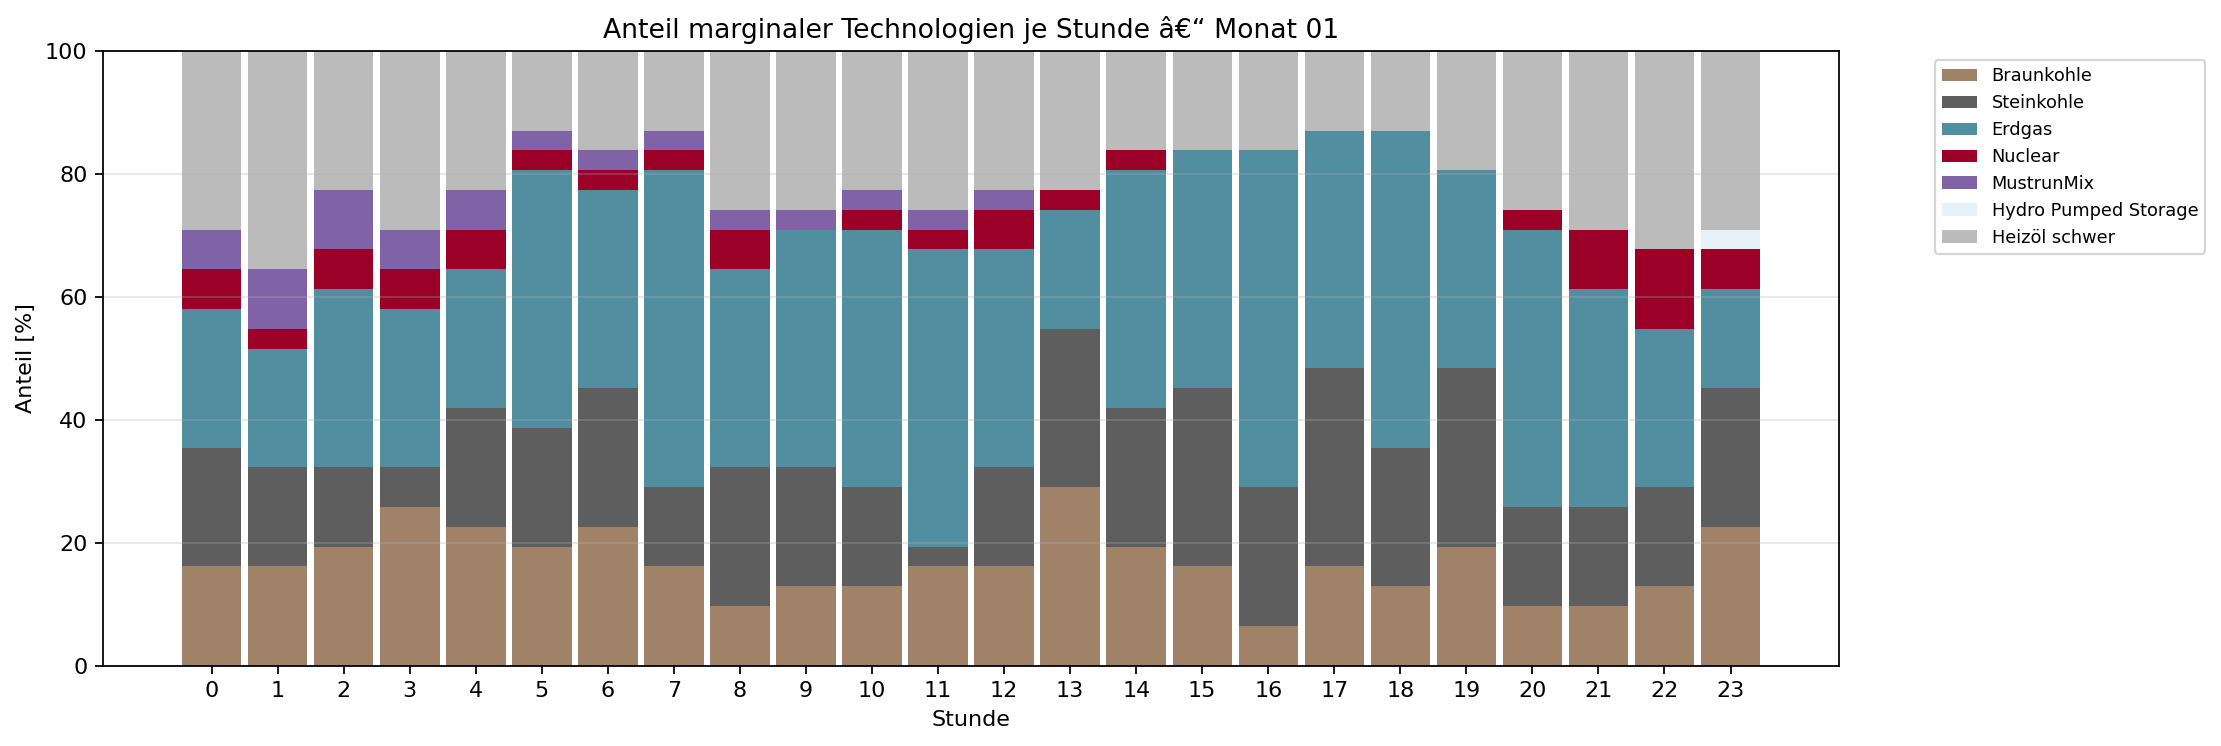 Anteil marginaler Technologien je Stunde â€“ Monat 01
Anteil [%]
100
80
60
40
20
0
0 1 2 3 4 5 6 7 8 9 10 11 12 13 14 15 16 17 18 19 20 21 22 23
Stunde
Braunkohle
Steinkohle
Erdgas
Nuclear
MustrunMix
Hydro Pumped Storage
Heizöl schwer